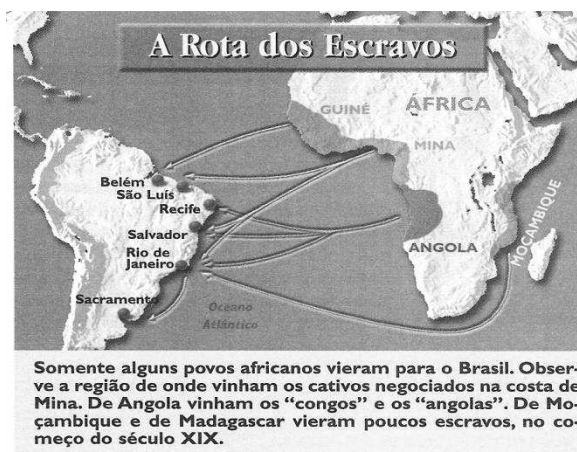 A Rota dos Escravos
GUINÉ
ÁFRICA
MINA
Belém
São Luís
Recife
Salvador
Rio de
Janeiro
Sacramento
ANGOLA
MOÇAMBIQUE
Oceano
Atlântico
Somente alguns povos africanos vieram para o Brasil. Obser-
ve a região de onde vinham os cativos negociados na costa de
Mina. De Angola vinham os “congos” e os “angolas”. De Mo-
çambique e de Madagascar vieram poucos escravos, no co-
meço do século XIX.